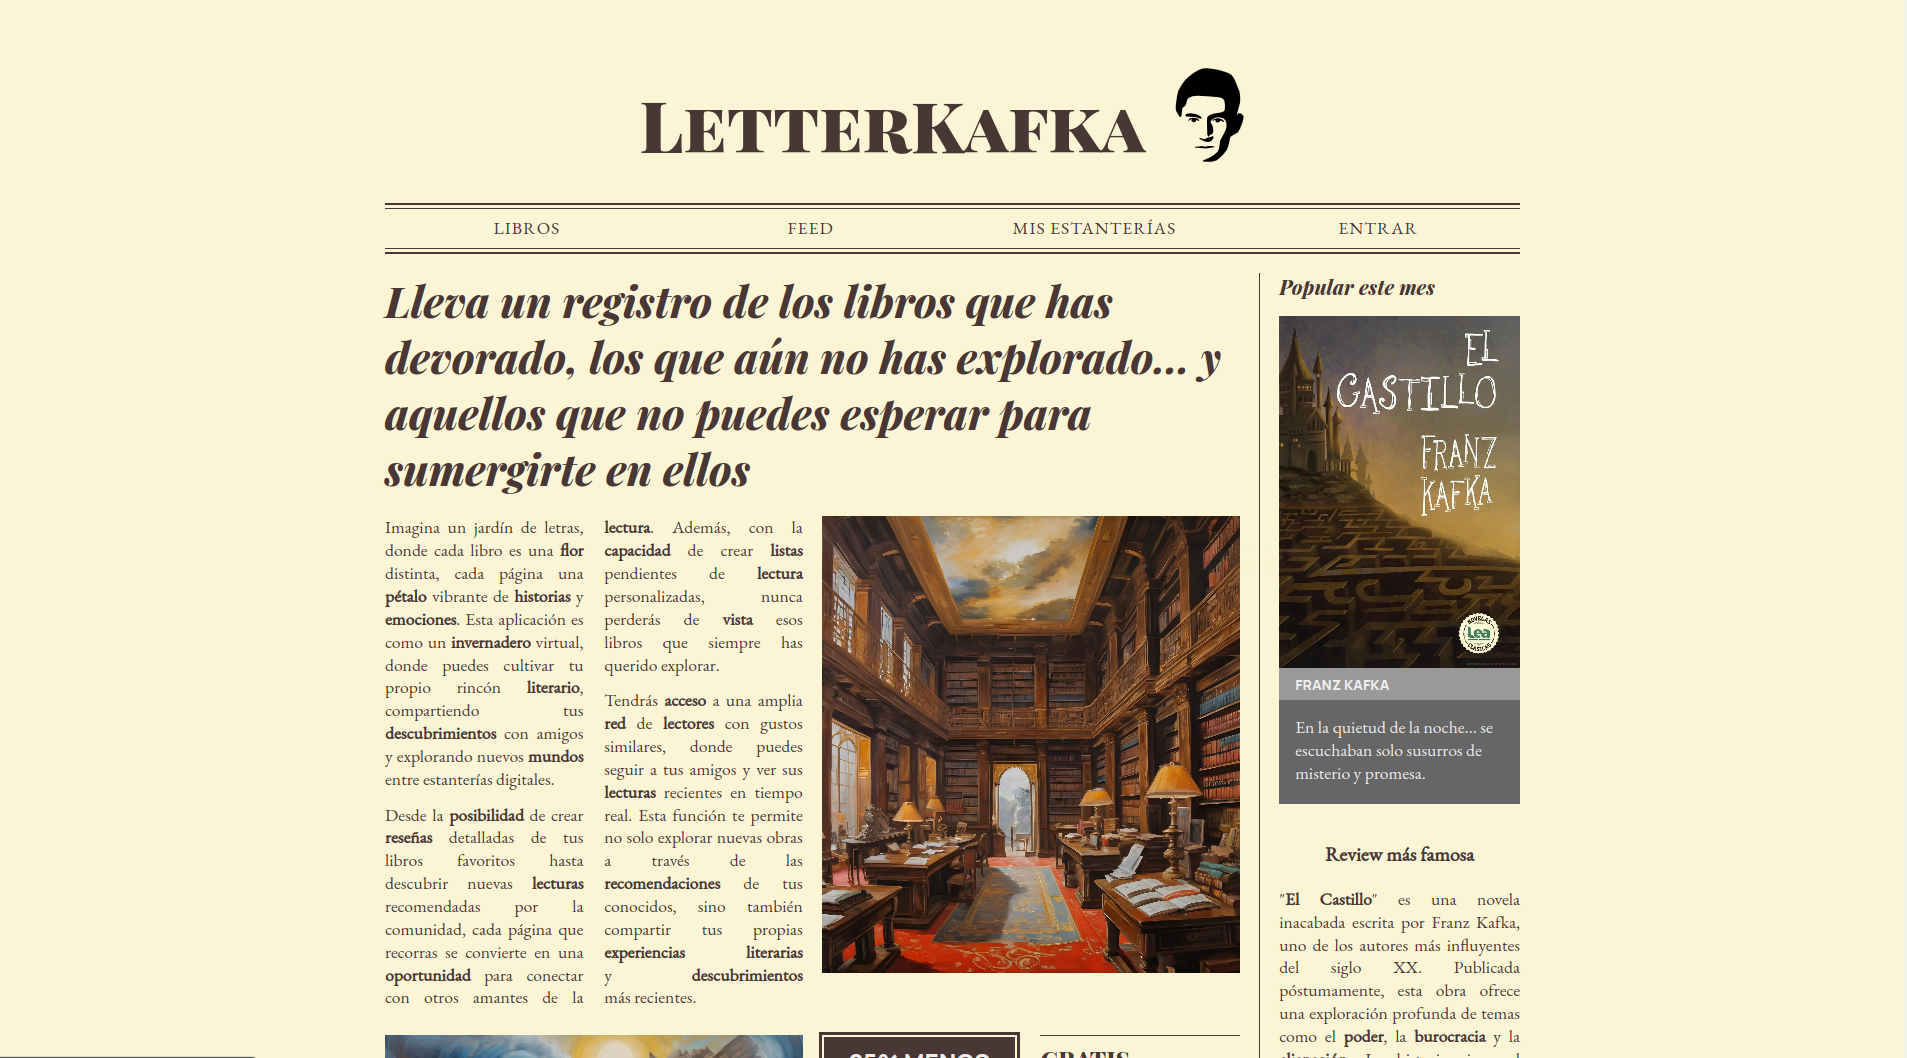 LETTERKAFKA
LIBROS
FEED
MIS ESTANTERÍAS
ENTRAR
Lleva un registro de los libros que has
devorado, los que aún no has explorado... y
aquellos que no puedes esperar para
sumergirte en ellos
Imagina un jardín de letras,
donde cada libro es una flor
distinta, cada página una
pétalo vibrante de historias y
emociones. Esta aplicación es
como un invernadero virtual,
donde puedes cultivar tu
propio rincón literario,
compartiendo tus
descubrimientos con amigos
y explorando nuevos mundos
entre estanterías digitales.
Desde la posibilidad de crear
reseñas detalladas de tus
libros favoritos hasta
descubrir nuevas lecturas
recomendadas por la
comunidad, cada página que
recorras se convierte en una
oportunidad para conectar
con otros amantes de la
lectura. Además, con la
capacidad de crear listas
pendientes de lectura
personalizadas, nunca
perderás de vista esos
libros que siempre has
querido explorar.
Tendrás acceso a una amplia
red de lectores con gustos
similares, donde puedes
seguir a tus amigos y ver sus
lecturas recientes en tiempo
real. Esta función te permite
no solo explorar nuevas obras
a través de las
recomendaciones de tus
conocidos, sino también
compartir tus propias
experiencias literarias
y descubrimientos
más recientes.
Popular este mes
EL
CASTILLO
FRANZ
KAFKA
NOVELAS
Lea
CLÁSICAS
FRANZ KAFKA
En la quietud de la noche... se
escuchaban solo susurros de
misterio y promesa.
Review más famosa
"El Castillo" es una novela
inacabada escrita por Franz Kafka,
uno de los autores más influyentes
del siglo XX. Publicada
póstumamente, esta obra ofrece
una exploración profunda de temas
como el poder, la burocracia y la